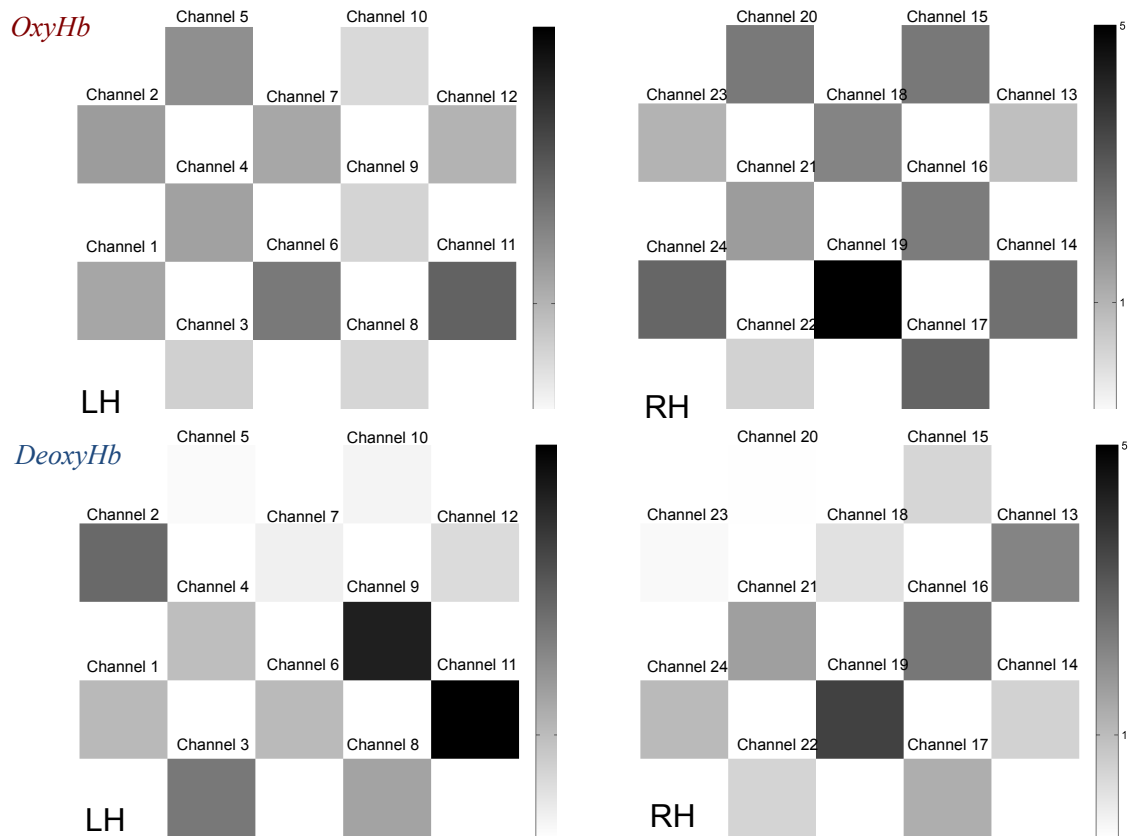 OxyHb
Channel 5
Channel 10
Channel 20
Channel 15
5
Channel 2
Channel 7
Channel 12
Channel 23
Channel 18
Channel 13
Channel 4
Channel 9
Channel 21
Channel 16
Channel 1
Channel 6
Channel 11
Channel 24
Channel 19
Channel 14
1
Channel 3
Channel 8
Channel 22
Channel 17
LH
RH
DeoxyHb
Channel 5
Channel 10
Channel 20
Channel 15
5
Channel 2
Channel 7
Channel 12
Channel 23
Channel 18
Channel 13
Channel 4
Channel 9
Channel 21
Channel 16
Channel 1
Channel 6
Channel 11
Channel 24
Channel 19
Channel 14
1
Channel 3
Channel 8
Channel 22
Channel 17
LH
RH